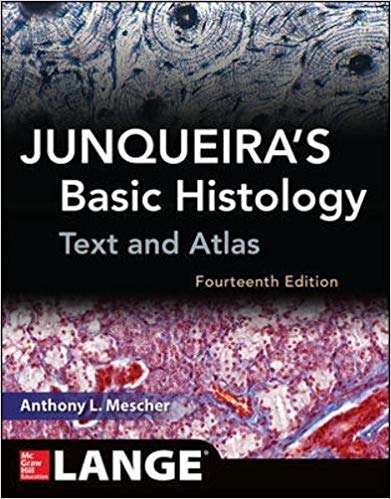 JUNQUEIRA'S
Basic Histology
Text and Atlas
Fourteenth Edition
Anthony L. Mescher
Mc
Graw
Hill
Education
LANGE®